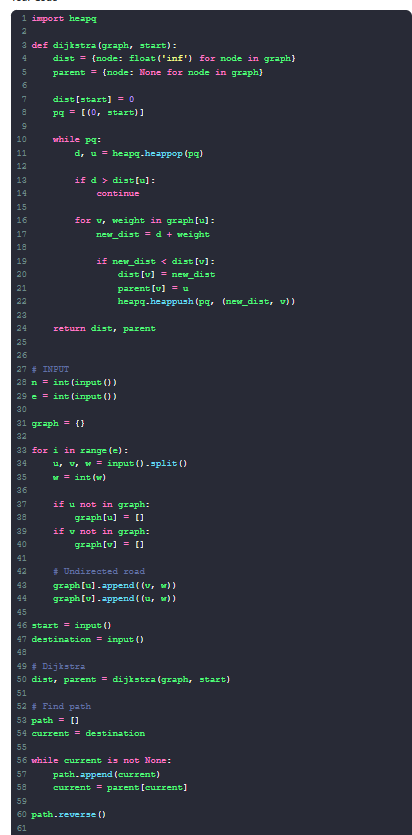 1 import heapq
2
3 def dijkstra(graph, start):
4     dist = {node: float('inf') for node in graph}
5     parent = {node: None for node in graph}
6
7     dist[start] = 0
8     pq = [(0, start)]
9
10     while pq:
11         d, u = heapq.heappop(pq)
12
13         if d > dist[u]:
14             continue
15
16         for v, weight in graph[u]:
17             new_dist = d + weight
18
19             if new_dist < dist[v]:
20                 dist[v] = new_dist
21                 parent[v] = u
22                 heapq.heappush(pq, (new_dist, v))
23
24     return dist, parent
25
26
27 # INPUT
28 n = int(input())
29 e = int(input())
30
31 graph = {}
32
33 for i in range(e):
34     u, v, w = input().split()
35     w = int(w)
36
37     if u not in graph:
38         graph[u] = []
39     if v not in graph:
40         graph[v] = []
41
42     # Undirected road
43     graph[u].append((v, w))
44     graph[v].append((u, w))
45
46 start = input()
47 destination = input()
48
49 # Dijkstra
50 dist, parent = dijkstra(graph, start)
51
52 # Find path
53 path = []
54 current = destination
55
56 while current is not None:
57     path.append(current)
58     current = parent[current]
59
60 path.reverse()
61